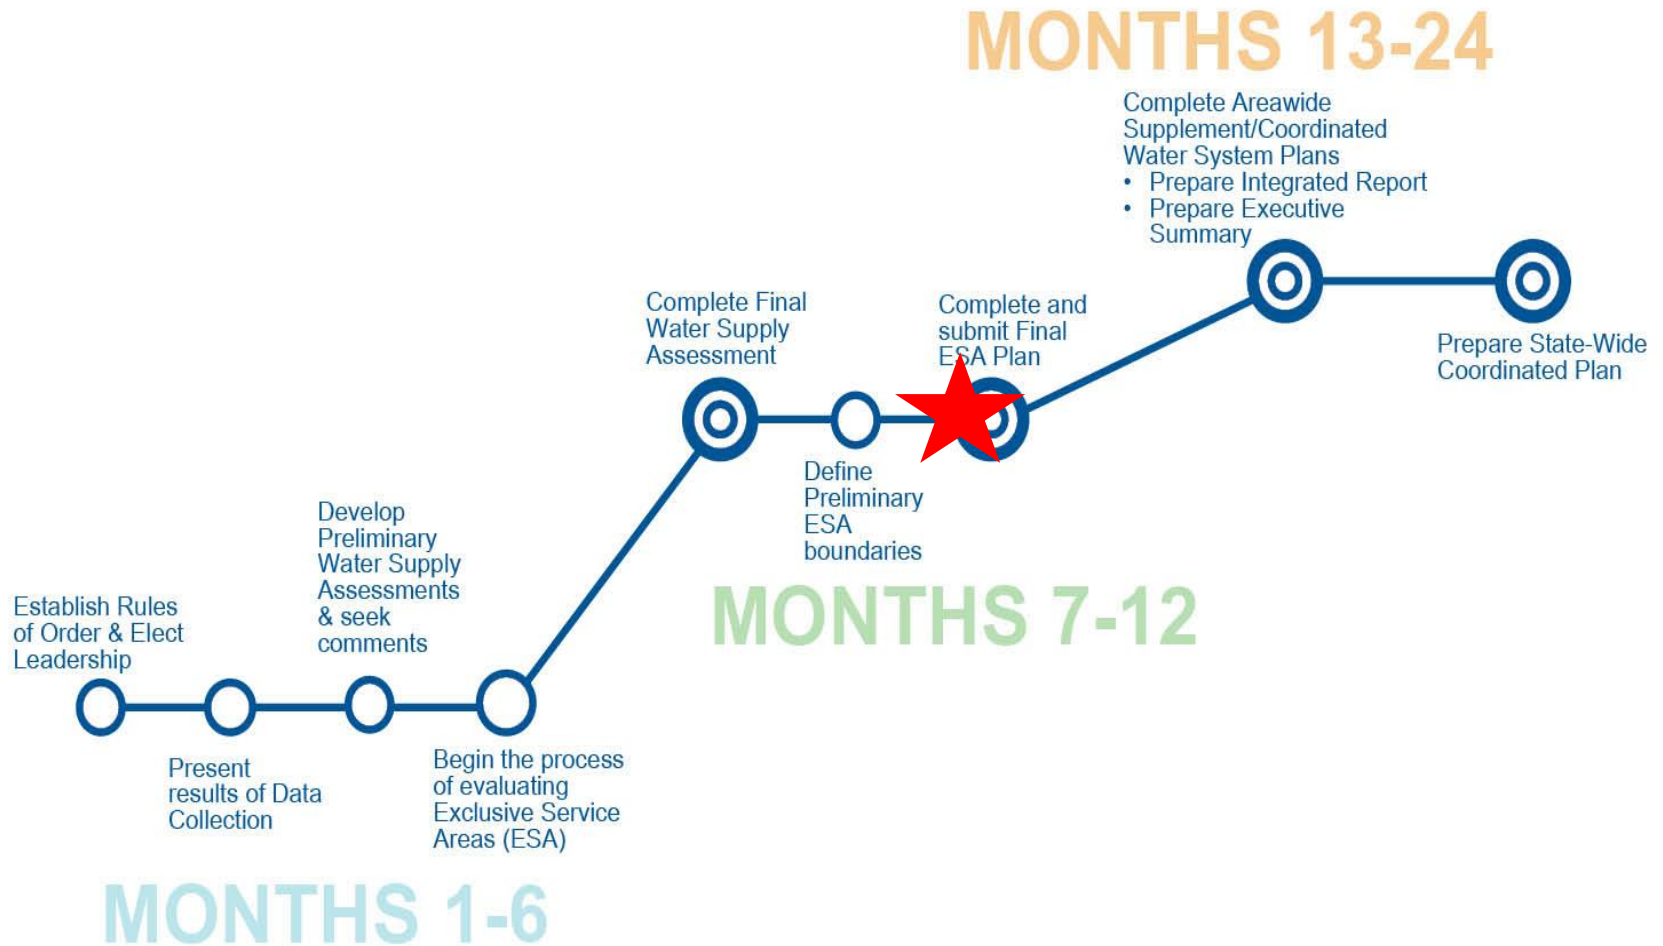 MONTHS 13-24
Complete Areawide
Supplement/Coordinated
Water System Plans
• Prepare Integrated Report
• Prepare Executive
Summary
Complete Final
Water Supply
Assessment
Complete and
submit Final
ESA Plan
Prepare State-Wide
Coordinated Plan
Define
Preliminary
ESA
boundaries
MONTHS 7-12
Develop
Preliminary
Water Supply
Assessments
& seek
comments
Establish Rules
of Order & Elect
Leadership
Present
results of Data
Collection
Begin the process
of evaluating
Exclusive Service
Areas (ESA)
MONTHS 1-6